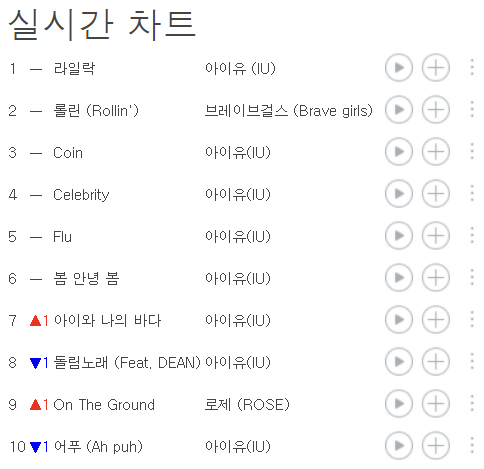 실시간 차트
1 — 라일락 아이유 (IU)
2 — 롤린 (Rollin') 브레이브걸스 (Brave girls)
3 — Coin 아이유(IU)
4 — Celebrity 아이유(IU)
5 — Flu 아이유(IU)
6 — 봄 안녕 봄 아이유(IU)
7 ▲1 아이와 나의 바다 아이유(IU)
8 ▼1 돌림노래 (Feat, DEAN) 아이유(IU)
9 ▲1 On The Ground 로제 (ROSE)
10 ▼1 어푸 (Ah puh) 아이유(IU)